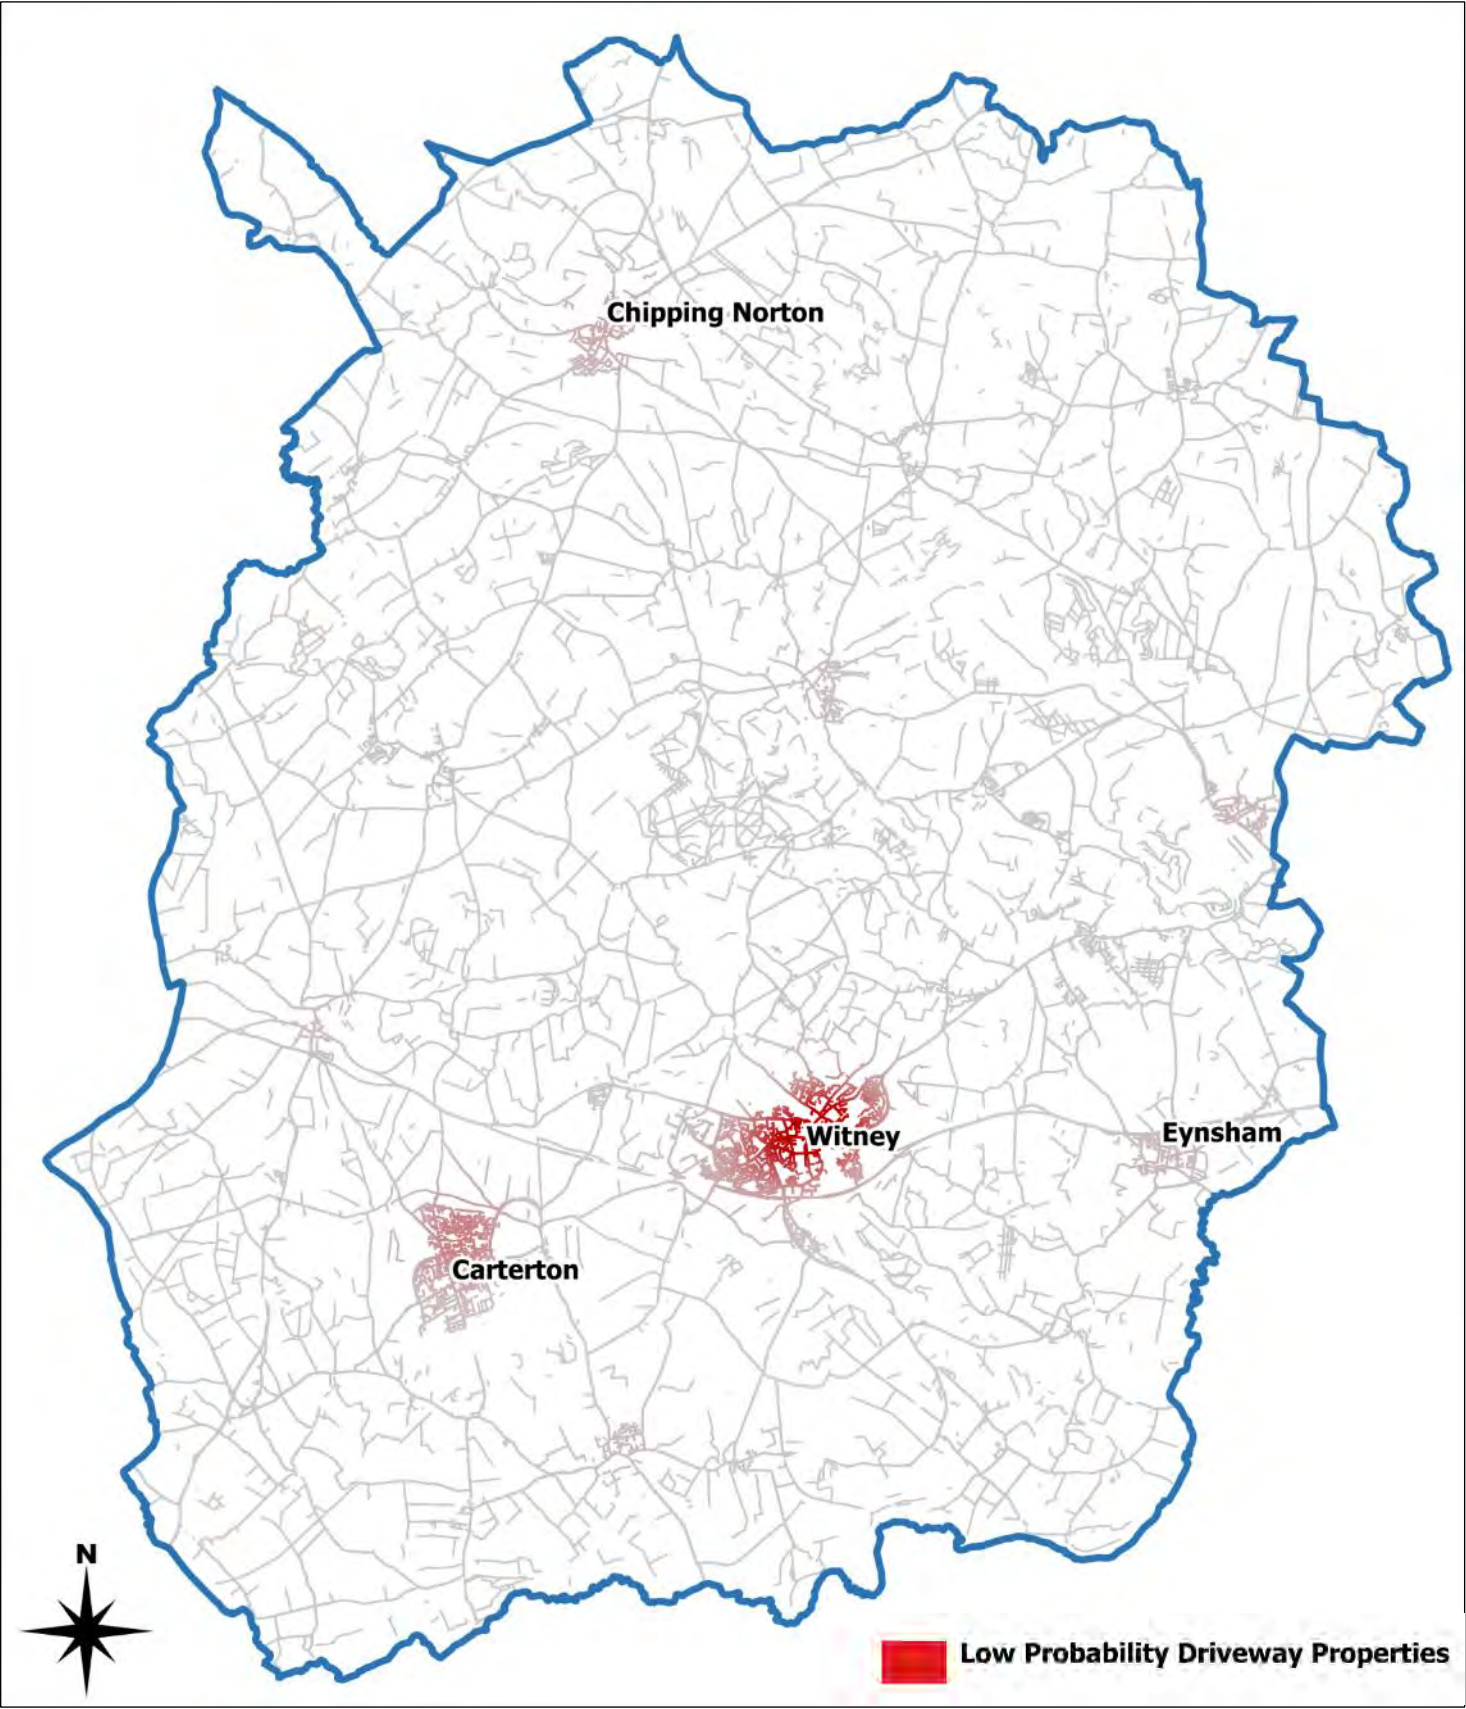 Chipping Norton
Witney
Eynsham
Carterton
N
Low Probability Driveway Properties